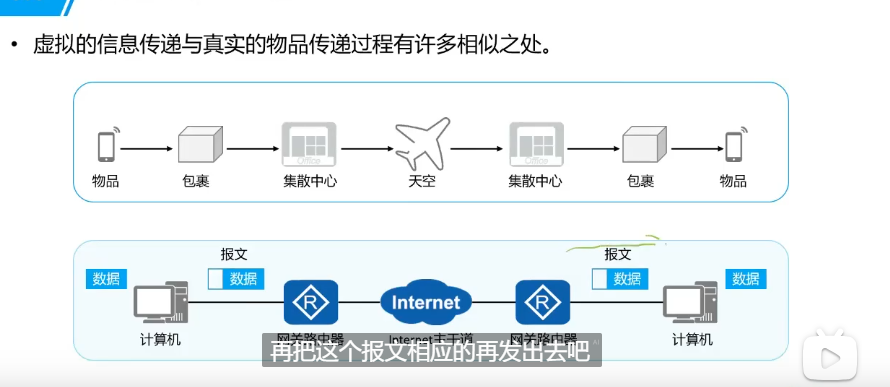 • 虚拟的信息传递与真实的物品传递过程有许多相似之处。
Office
Office
物品
包裹
集散中心
天空
集散中心
包裹
物品
报文
报文
数据
数据
数据
数据
R
Internet
R
计算机
网关路由器
Internet主干道
网关路由器
计算机
再把这个报文相应的再发出去吧